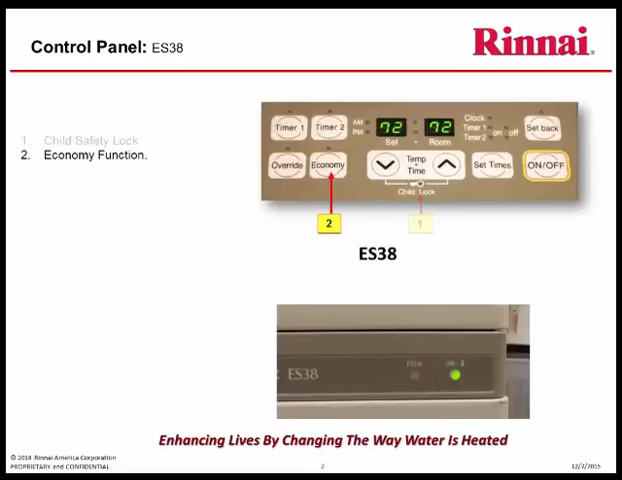 Control Panel: ES38
Rinnai
1. Child Safety Lock
2. Economy Function.
Timer 1
Timer 2
AM
PM
72
72
Set
Room
Clock
Timer 1
Timer 2
on
off
Set back
Override
Economy
Temp
Time
Set Times
ON/OFF
Child Lock
2
1
ES38
ES38
Enhancing Lives By Changing The Way Water Is Heated
© 2014 Rinnai America Corporation
PROPRIETARY and CONFIDENTIAL
2
12/7/2015